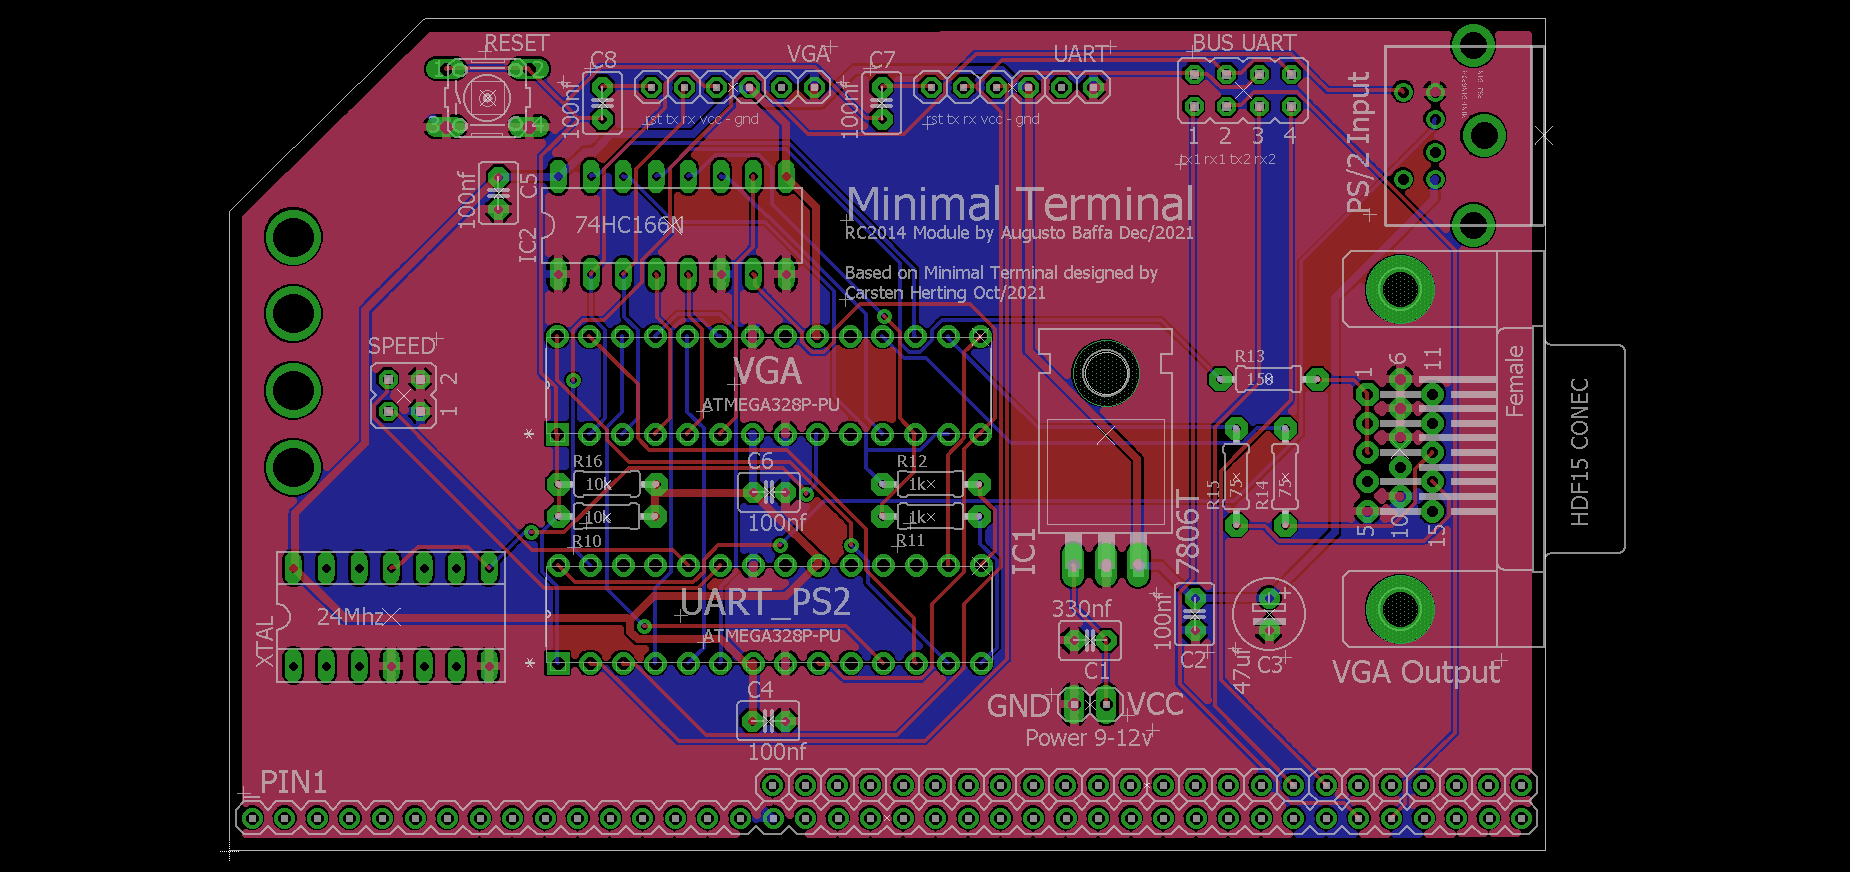 RESET
C8
VGA
C7
UART
BUS UART
1
2
3
4
100nf
100nf
rst tx rx vcc - gnd
rst tx rx vcc - gnd
1 2 3 4
tx1 rx1 tx2 rx2
PS/2 Input
100nf
C5
IC2
74HC166N
Minimal Terminal
RC2014 Module by Augusto Baffa Dec/2021
Based on Minimal Terminal designed by
Carsten Herting Oct/2021
SPEED
2
1
VGA
ATMEGA328P-PU
*
R13
150
1
6
11
Female
HDF15 CONEC
R16
10k
C6
R12
1k
10k
R10
100nf
1k
R11
R15
75
R14
75
5
10
15
IC1
7806T
24Mhz
XTAL
UART_PS2
ATMEGA328P-PU
*
330nf
C1
100nf
C2
47uf
C3
VGA Output
C4
100nf
GND
VCC
Power 9-12v
PIN1